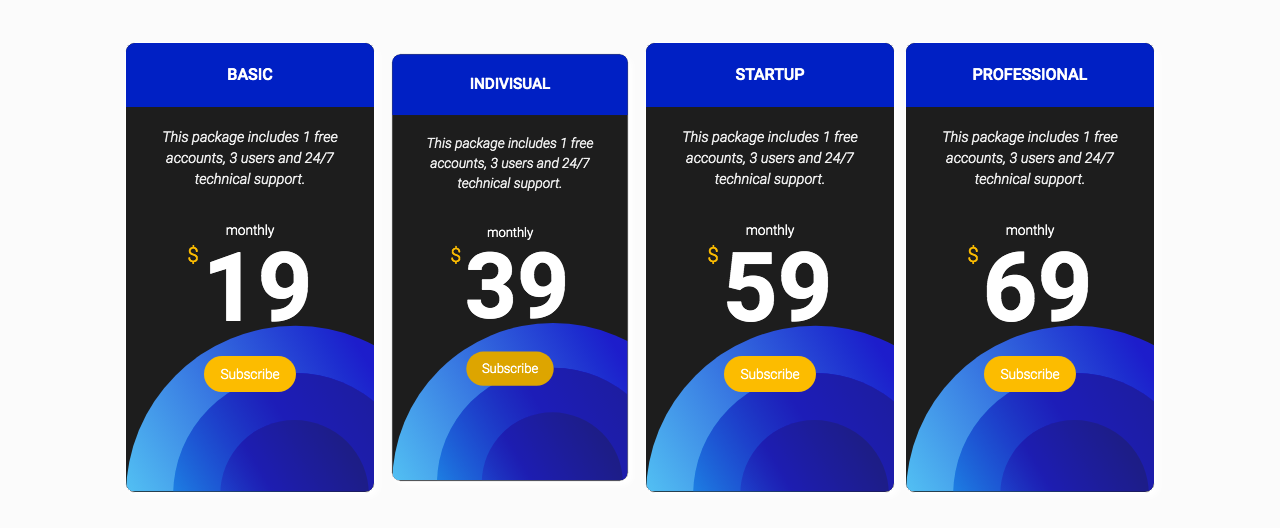 BASIC
This package includes 1 free
accounts, 3 users and 24/7
technical support.
monthly
$ 19
Subscribe
INDIVISUAL
This package includes 1 free
accounts, 3 users and 24/7
technical support.
monthly
$ 39
Subscribe
STARTUP
This package includes 1 free
accounts, 3 users and 24/7
technical support.
monthly
$ 59
Subscribe
PROFESSIONAL
This package includes 1 free
accounts, 3 users and 24/7
technical support.
monthly
$ 69
Subscribe